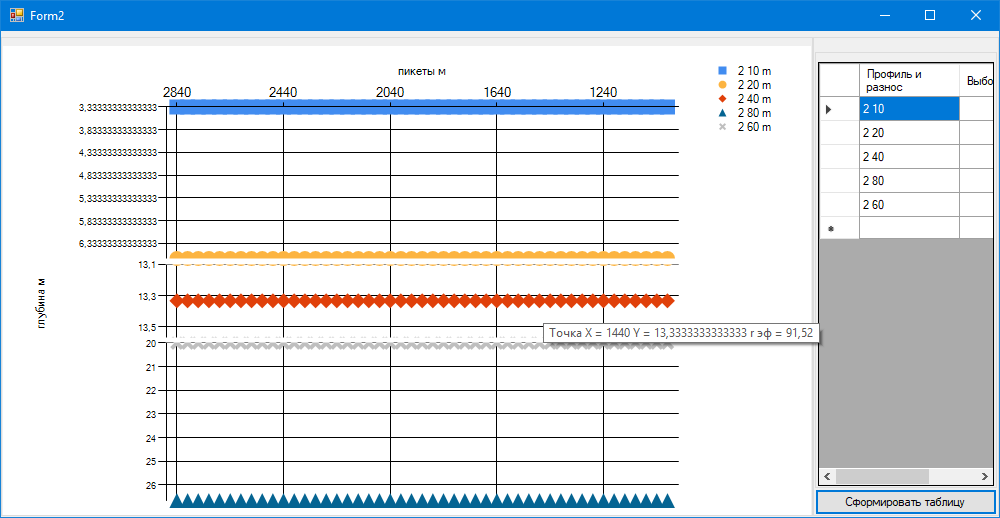 Form2
пикеты м
2840 2440 2040 1640 1240
3,33333333333333
3,83333333333333
4,33333333333333
4,83333333333333
5,33333333333333
5,83333333333333
6,33333333333333
13,1
13,3
13,5
20
21
22
23
24
25
26
глубина м
2 10 m
2 20 m
2 40 m
2 80 m
2 60 m
Точка X = 1440 Y = 13,3333333333333 r эф = 91,52
Профиль и
разнос
Выбо
2 10
2 20
2 40
2 80
2 60
Сформировать таблицу